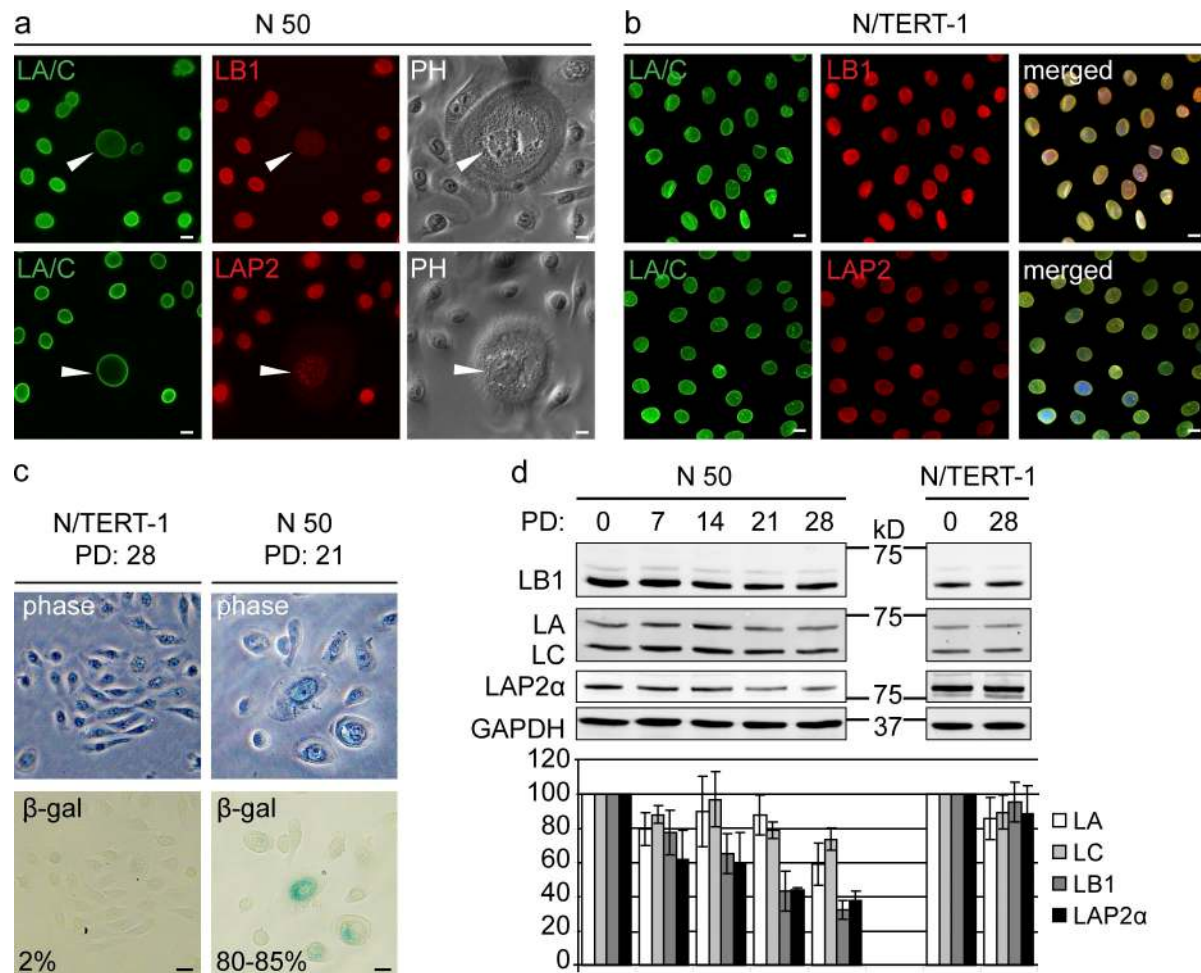 a
N 50
LA/C LB1 PH
LA/C LAP2 PH
b
N/TERT-1
LA/C LB1 merged
LA/C LAP2 merged
c
N/TERT-1 N 50
PD: 28 PD: 21
phase phase
β-gal β-gal
2% 80-85%
d
N 50 N/TERT-1
PD: 0 7 14 21 28 kD 0 28
75
LB1
LA 75
LC
LAP2α 75
GAPDH 37
120
100
80
60
40
20
0
LA
LC
LB1
LAP2α